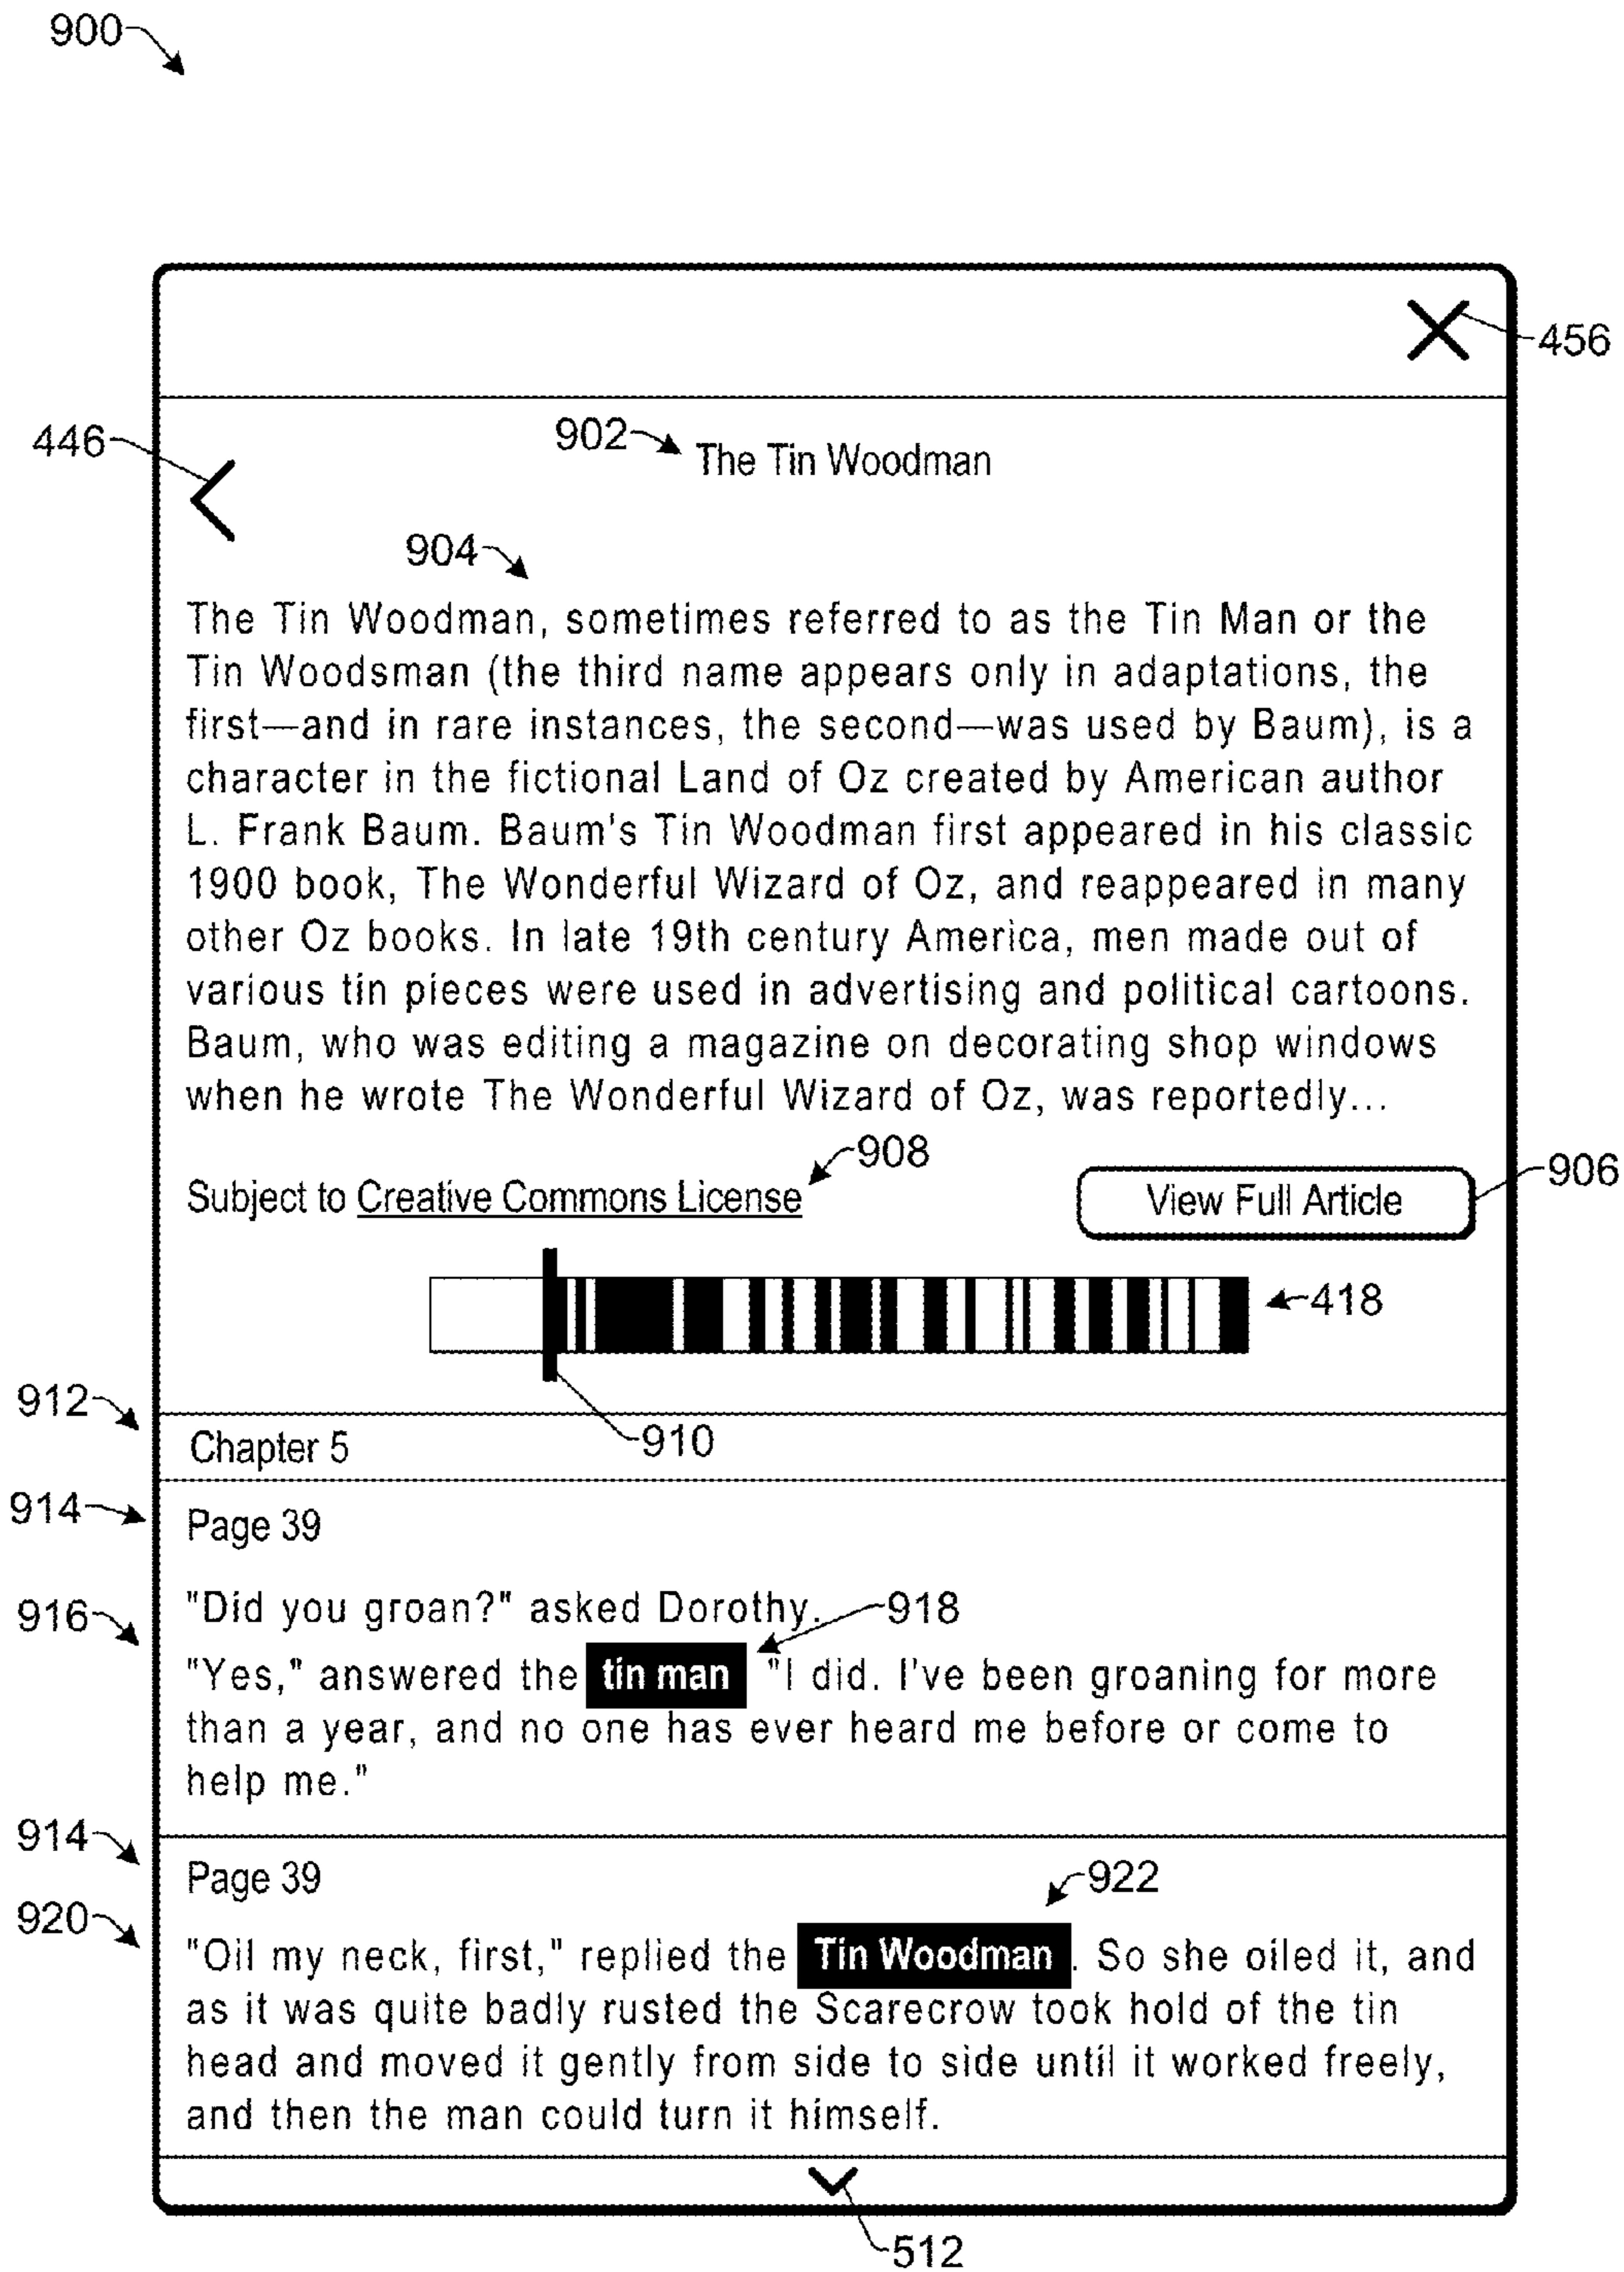 900
456
446
902
The Tin Woodman
904
The Tin Woodman, sometimes referred to as the Tin Man or the
Tin Woodsman (the third name appears only in adaptations, the
first—and in rare instances, the second—was used by Baum), is a
character in the fictional Land of Oz created by American author
L. Frank Baum. Baum's Tin Woodman first appeared in his classic
1900 book, The Wonderful Wizard of Oz, and reappeared in many
other Oz books. In late 19th century America, men made out of
various tin pieces were used in advertising and political cartoons.
Baum, who was editing a magazine on decorating shop windows
when he wrote The Wonderful Wizard of Oz, was reportedly...
908
906
Subject to Creative Commons License
View Full Article
418
912
910
Chapter 5
914
Page 39
916
"Did you groan?" asked Dorothy.
918
"Yes," answered the tin man "I did. I've been groaning for more
than a year, and no one has ever heard me before or come to
help me."
914
Page 39
922
920
"Oil my neck, first," replied the Tin Woodman . So she oiled it, and
as it was quite badly rusted the Scarecrow took hold of the tin
head and moved it gently from side to side until it worked freely,
and then the man could turn it himself.
512